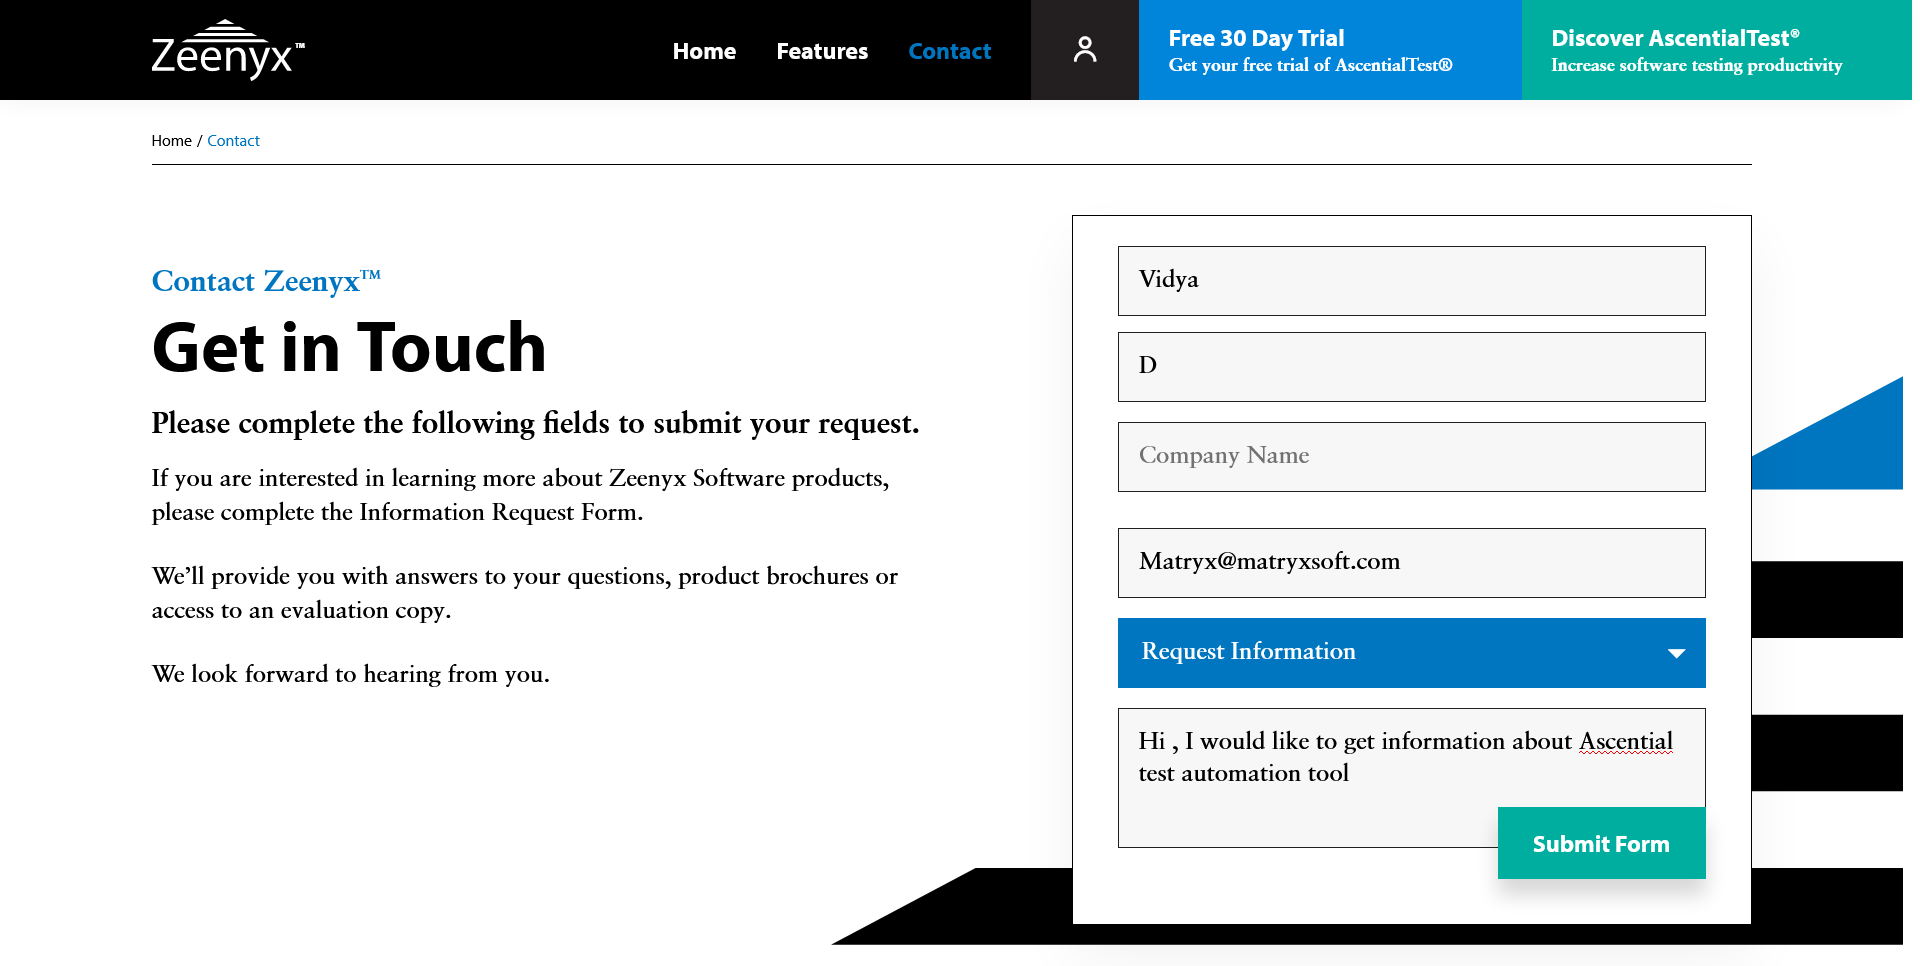 Zeenyx™
Home
Features
Contact
Free 30 Day Trial
Get your free trial of AscentialTest®
Discover AscentialTest®
Increase software testing productivity
Home / Contact
Contact Zeenyx™
Get in Touch
Please complete the following fields to submit your request.
If you are interested in learning more about Zeenyx Software products,
please complete the Information Request Form.
We’ll provide you with answers to your questions, product brochures or
access to an evaluation copy.
We look forward to hearing from you.
Vidya
D
Company Name
Matryx@matryxsoft.com
Request Information
Hi , I would like to get information about Ascential
test automation tool
Submit Form